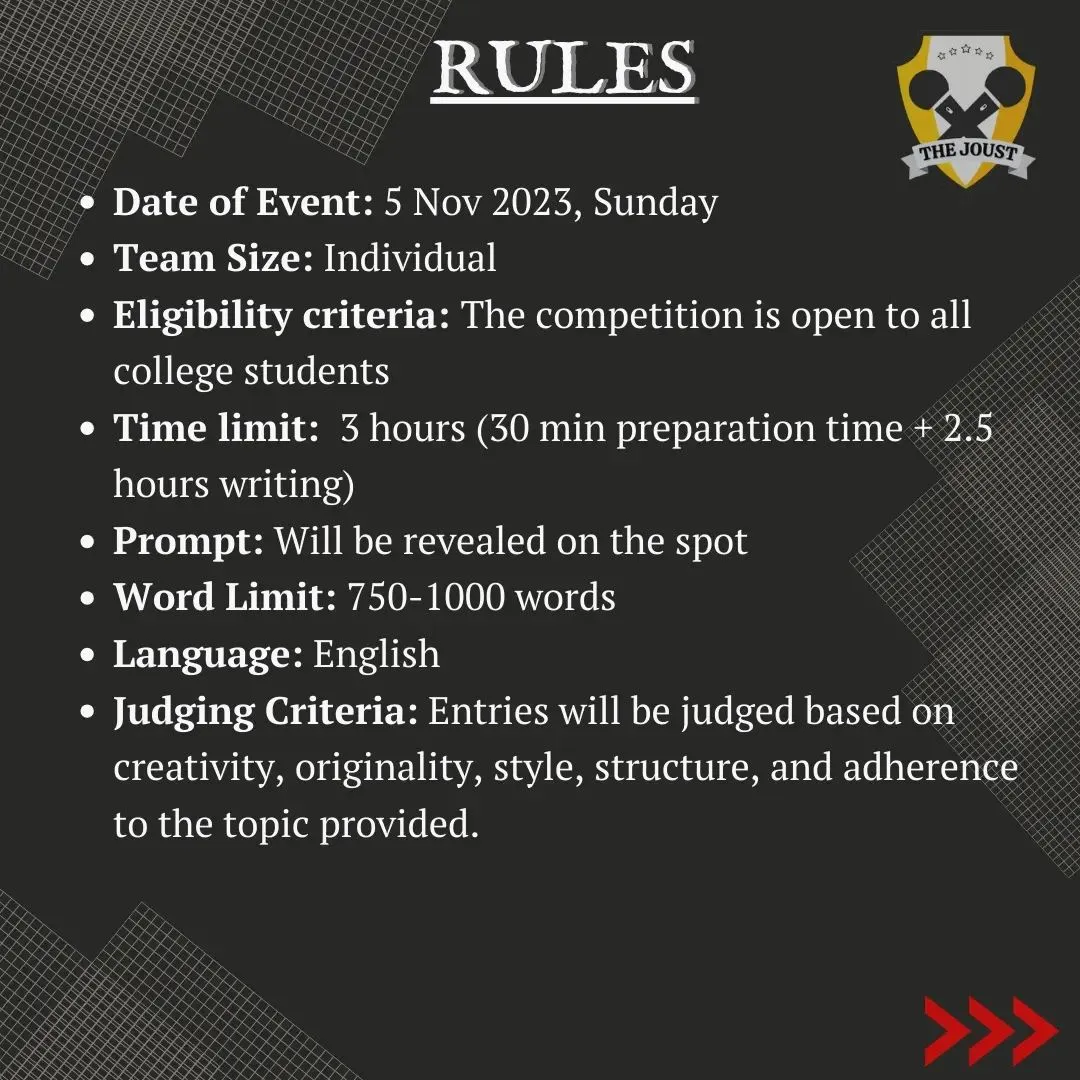 RULES
THE JOUST
• Date of Event: 5 Nov 2023, Sunday
• Team Size: Individual
• Eligibility criteria: The competition is open to all
college students
• Time limit:  3 hours (30 min preparation time + 2.5
hours writing)
• Prompt: Will be revealed on the spot
• Word Limit: 750-1000 words
• Language: English
• Judging Criteria: Entries will be judged based on
creativity, originality, style, structure, and adherence
to the topic provided.